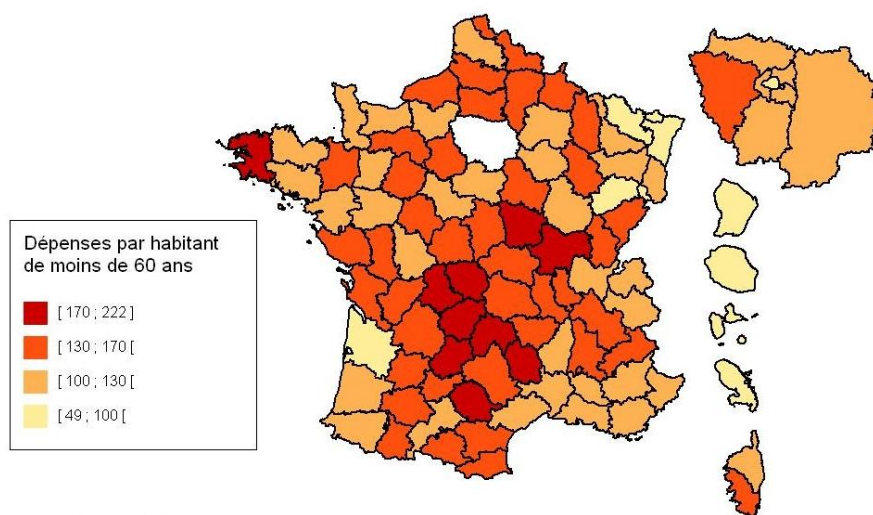 Dépenses par habitant
de moins de 60 ans
[ 170 ; 222 ]
[ 130 ; 170 [
[ 100 ; 130 [
[ 49 ; 100 [